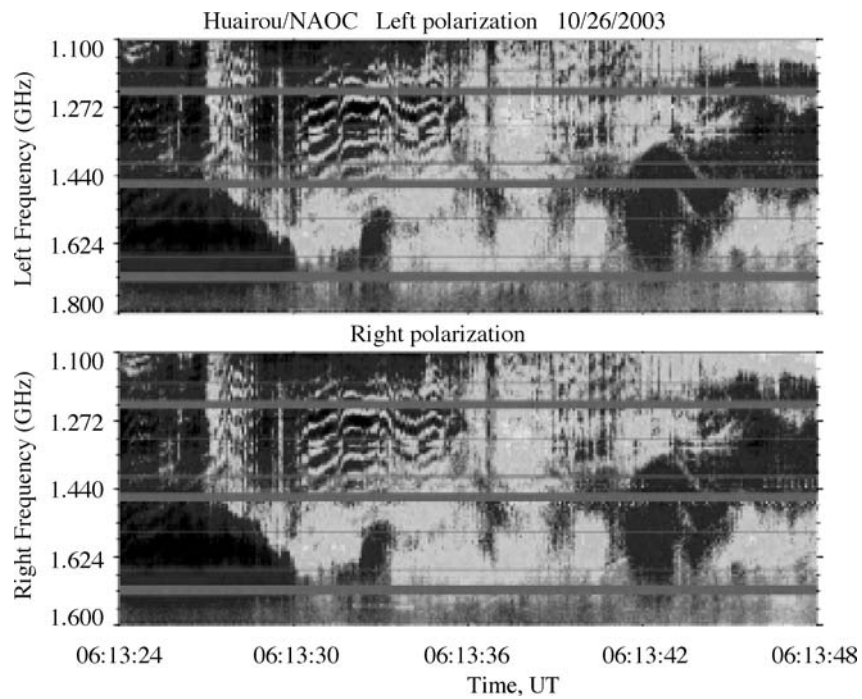 Huairou/NAOC Left polarization 10/26/2003
Left Frequency (GHz)
1.100
1.272
1.440
1.624
1.800
Right polarization
Right Frequency (GHz)
1.100
1.272
1.440
1.624
1.600
06:13:24 06:13:30 06:13:36 06:13:42 06:13:48
Time, UT